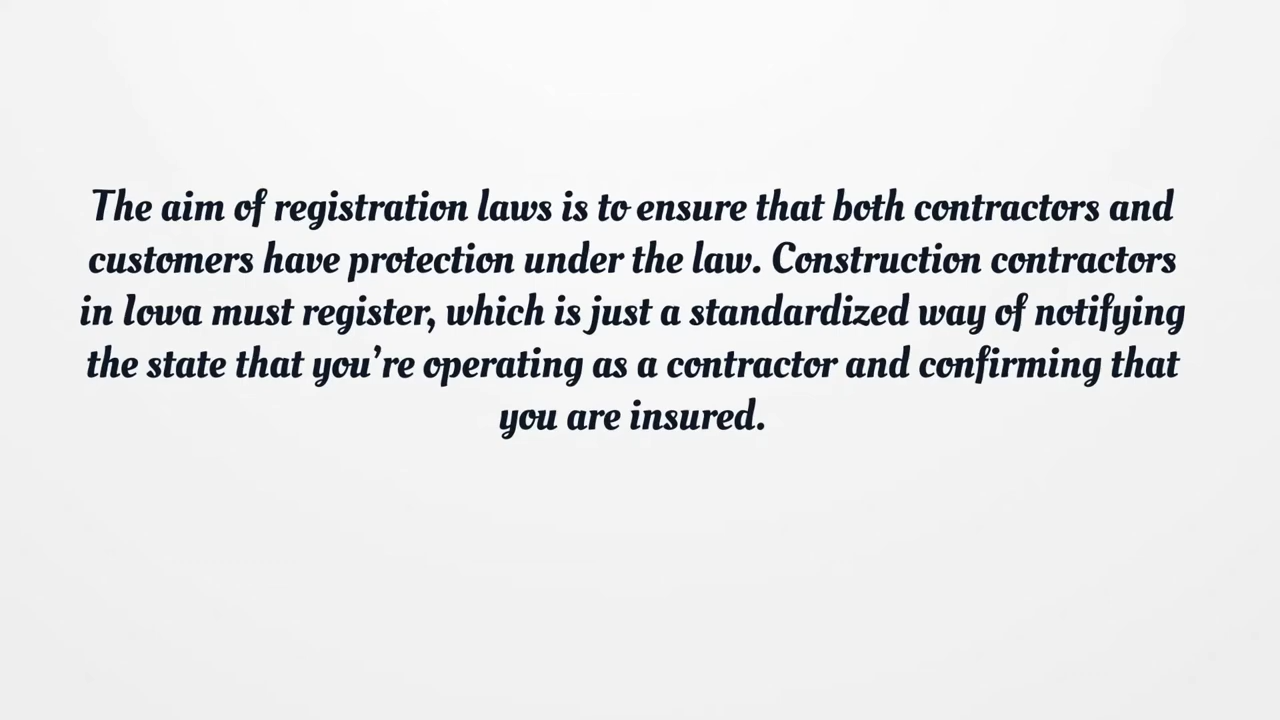 The aim of registration laws is to ensure that both contractors and
customers have protection under the law. Construction contractors
in Iowa must register, which is just a standardized way of notifying
the state that you’re operating as a contractor and confirming that
you are insured.